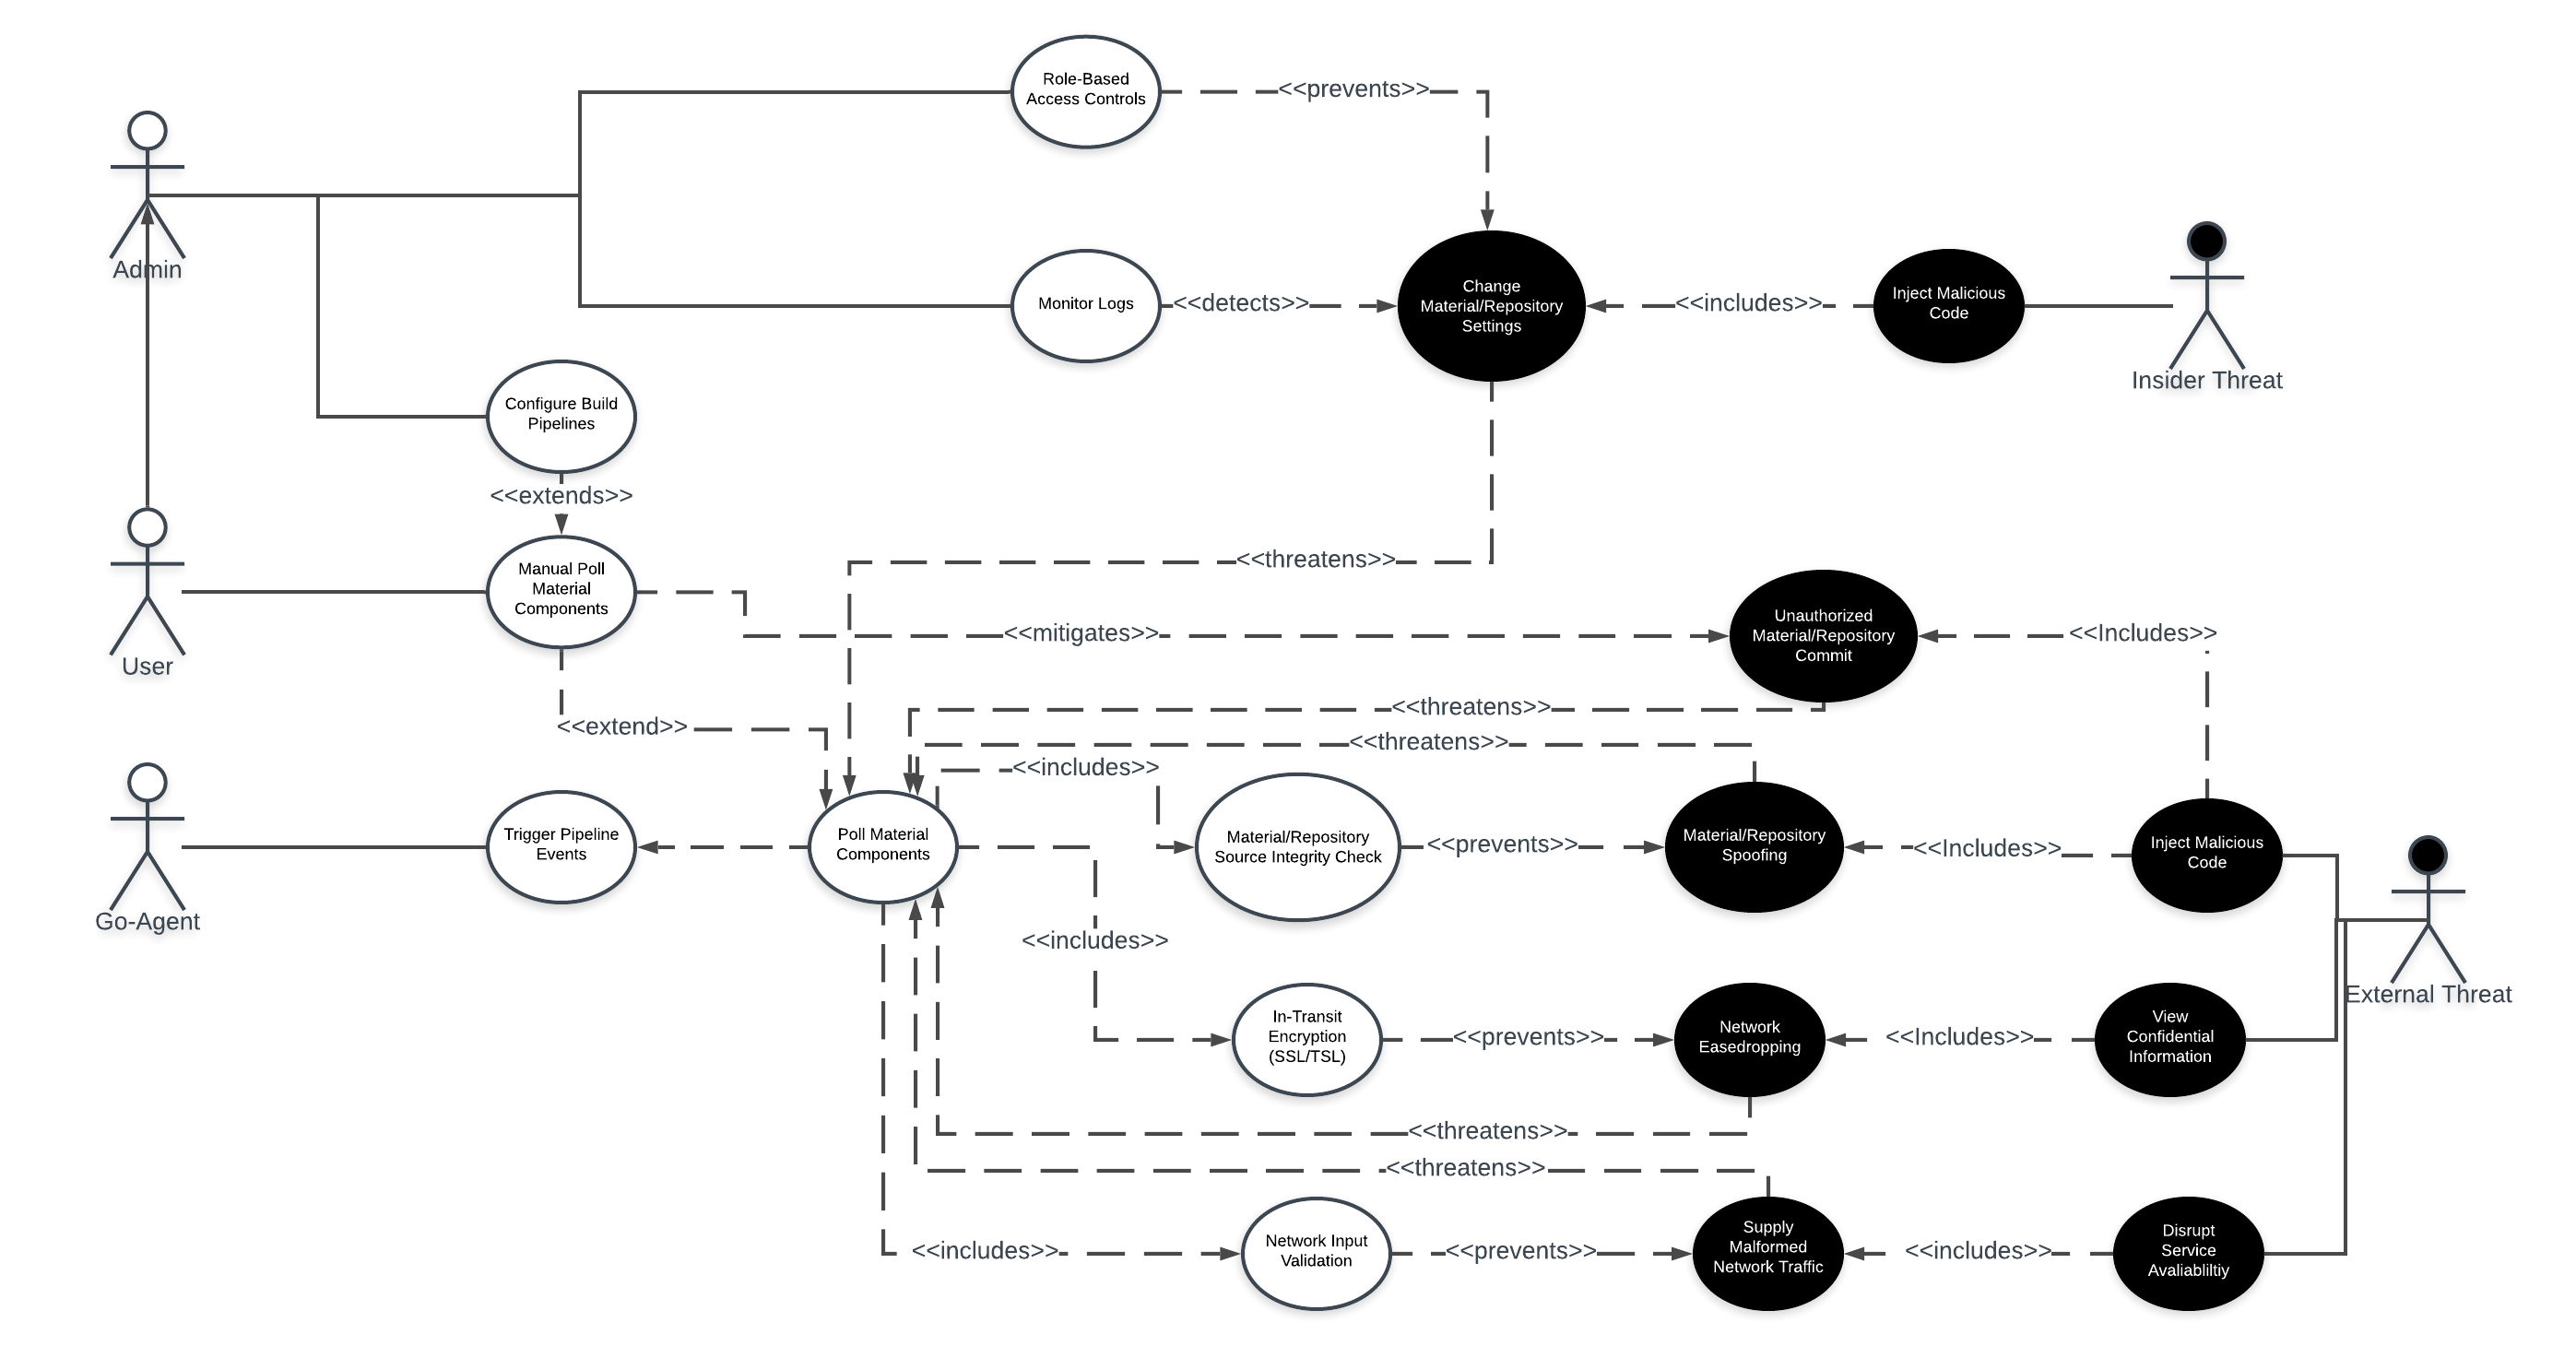 Role-Based
Access Controls
<<prevents>>
Admin
Monitor Logs
<<detects>>
Change
Material/Repository
Settings
<<includes>>
Inject Malicious
Code
Insider Threat
Configure Build
Pipelines
<<extends>>
<<threatens>>
Manual Poll
Material
Components
User
<<mitigates>>
Unauthorized
Material/Repository
Commit
<<Includes>>
<<extend>>
<<threatens>>
<<threatens>>
<<includes>>
Go-Agent
Trigger Pipeline
Events
Poll Material
Components
Material/Repository
Source Integrity Check
<<prevents>>
Material/Repository
Spoofing
<<Includes>>
Inject Malicious
Code
External Threat
<<includes>>
In-Transit
Encryption
(SSL/TSL)
<<prevents>>
Network
Easedropping
<<Includes>>
View
Confidential
Information
<<threatens>>
<<threatens>>
<<includes>>
Network Input
Validation
<<prevents>>
Supply
Malformed
Network Traffic
<<includes>>
Disrupt
Service
Avaliabliltiy